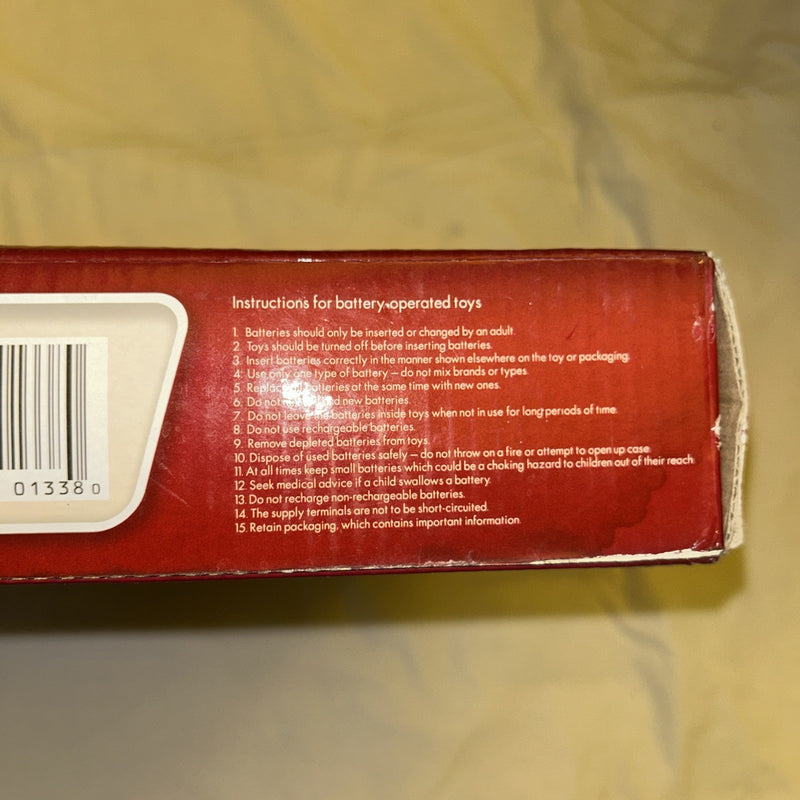 Instructions for battery-operated toys
1. Batteries should only be inserted or changed by an adult.
2. Toys should be turned off before inserting batteries.
3. Insert batteries correctly in the manner shown elsewhere on the toy or packaging.
4. Use only one type of battery – do not mix brands or types.
5. Replace batteries at the same time with new ones.
6. Do not new batteries.
7. Do not leave batteries inside toys when not in use for long periods of time.
8. Do not use rechargeable batteries.
9. Remove depleted batteries from toys.
10. Dispose of used batteries safely – do not throw on a fire or attempt to open up case.
11. At all times keep small batteries which could be a choking hazard to children out of their reach.
12. Seek medical advice if a child swallows a battery.
13. Do not recharge non-rechargeable batteries.
14. The supply terminals are not to be short-circuited.
15. Retain packaging, which contains important information.
01338 0